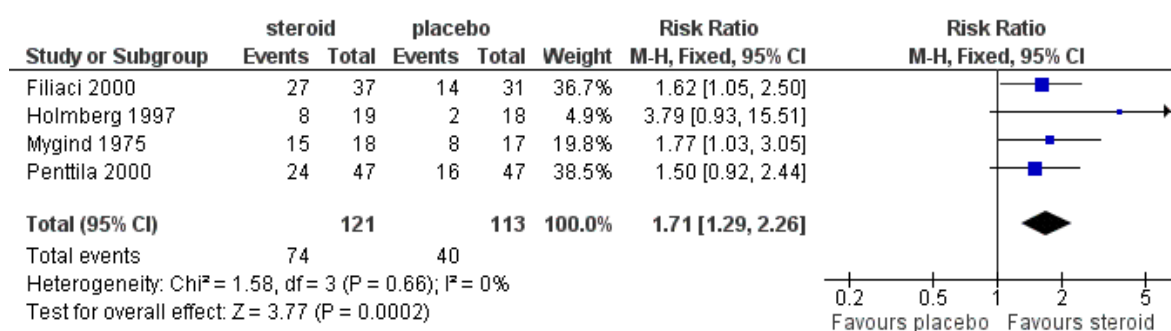 steroid placebo Risk Ratio Risk Ratio
Study or Subgroup Events Total Events Total Weight M-H, Fixed, 95% CI M-H, Fixed, 95% CI
Filiaci 2000 27 37 14 31 36.7% 1.62 [1.05, 2.50]
Holmberg 1997 8 19 2 18 4.9% 3.79 [0.93, 15.51]
Mygind 1975 15 18 8 17 19.8% 1.77 [1.03, 3.05]
Penttila 2000 24 47 16 47 38.5% 1.50 [0.92, 2.44]
Total (95% CI) 121 113 100.0% 1.71 [1.29, 2.26]
Total events 74 40
Heterogeneity: Chi² = 1.58, df = 3 (P = 0.66); I² = 0%
Test for overall effect: Z = 3.77 (P = 0.0002)
0.2 0.5 1 2 5
Favours placebo Favours steroid